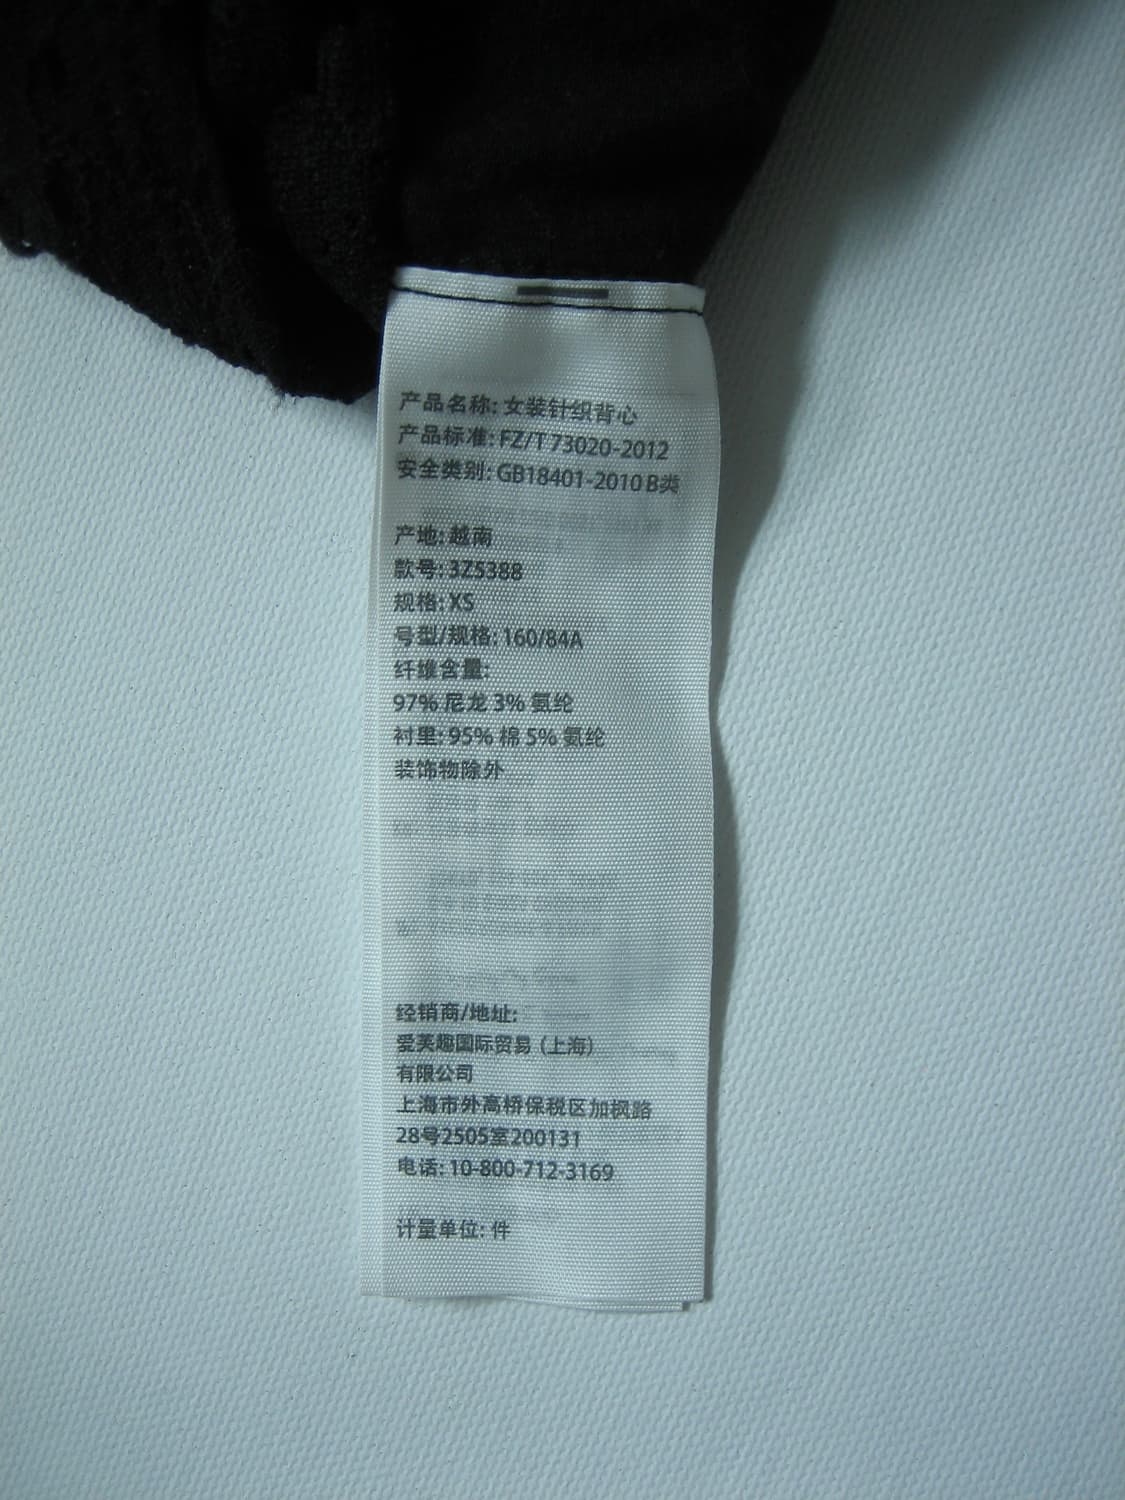 产品名称: 女装针织背心
产品标准: FZ/T 73020-2012
安全类别: GB18401-2010 B类
产地: 越南
款号: 3Z5388
规格: XS
号型/规格: 160/84A
纤维含量:
97% 尼龙 3% 氨纶
衬里: 95% 棉 5% 氨纶
装饰物除外
经销商/地址:
爱芙趣国际贸易 (上海)
有限公司
上海市外高桥保税区加枫路
28号2505室200131
电话: 10-800-712-3169
计量单位: 件